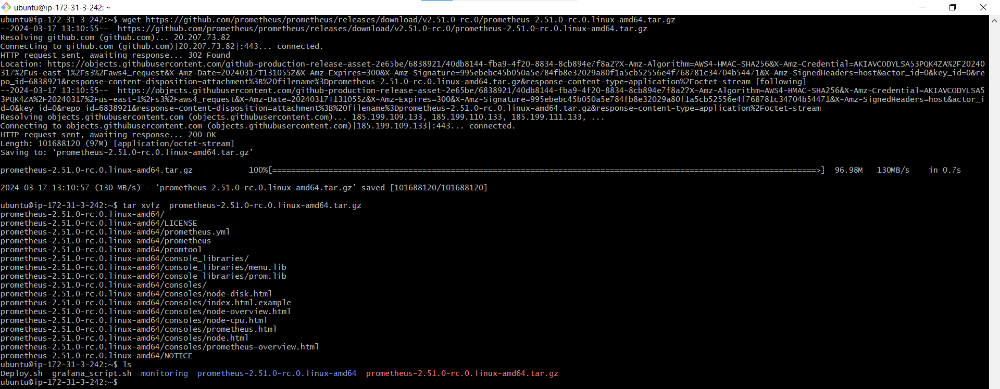 ubuntu@ip-172-31-3-242: ~
ubuntu@ip-172-31-3-242:~$ wget https://github.com/prometheus/prometheus/releases/download/v2.51.0-rc.0/prometheus-2.51.0-rc.0.linux-amd64.tar.gz
--2024-03-17 13:10:55--  https://github.com/prometheus/prometheus/releases/download/v2.51.0-rc.0/prometheus-2.51.0-rc.0.linux-amd64.tar.gz
Resolving github.com (github.com)... 20.207.73.82
Connecting to github.com (github.com)|20.207.73.82|:443... connected.
HTTP request sent, awaiting response... 302 Found
Location: https://objects.githubusercontent.com/github-production-release-asset-2e65be/6838921/40db8144-fba9-4f20-8834-8cb894e7f8a2?X-Amz-Algorithm=AWS4-HMAC-SHA256&X-Amz-Credential=AKIAVCODYLSA53PQK4ZA%2F20240
317%2Fus-east-1%2Fs3%2Faws4_request&X-Amz-Date=20240317T131055Z&X-Amz-Expires=300&X-Amz-Signature=995ebebc45b050a5e784fb8e32029a80f1a5cb52556e4f768781c34704b54471&X-Amz-SignedHeaders=host&actor_id=0&key_id=0&re
po_id=6838921&response-content-disposition=attachment%3B%20filename%3Dprometheus-2.51.0-rc.0.linux-amd64.tar.gz&response-content-type=application%2Foctet-stream [following]
--2024-03-17 13:10:55--  https://objects.githubusercontent.com/github-production-release-asset-2e65be/6838921/40db8144-fba9-4f20-8834-8cb894e7f8a2?X-Amz-Algorithm=AWS4-HMAC-SHA256&X-Amz-Credential=AKIAVCODYLSA5
3PQK4ZA%2F20240317%2Fus-east-1%2Fs3%2Faws4_request&X-Amz-Date=20240317T131055Z&X-Amz-Expires=300&X-Amz-Signature=995ebebc45b050a5e784fb8e32029a80f1a5cb52556e4f768781c34704b54471&X-Amz-SignedHeaders=host&actor_i
d=0&key_id=0&repo_id=6838921&response-content-disposition=attachment%3B%20filename%3Dprometheus-2.51.0-rc.0.linux-amd64.tar.gz&response-content-type=application%2Foctet-stream
Resolving objects.githubusercontent.com (objects.githubusercontent.com)... 185.199.109.133, 185.199.110.133, 185.199.111.133, ...
Connecting to objects.githubusercontent.com (objects.githubusercontent.com)|185.199.109.133|:443... connected.
HTTP request sent, awaiting response... 200 OK
Length: 101688120 (97M) [application/octet-stream]
Saving to: ‘prometheus-2.51.0-rc.0.linux-amd64.tar.gz’
prometheus-2.51.0-rc.0.linux-amd64.tar.gz            100%[====================================================================================================================>]  96.98M   130MB/s    in 0.7s
2024-03-17 13:10:57 (130 MB/s) - ‘prometheus-2.51.0-rc.0.linux-amd64.tar.gz’ saved [101688120/101688120]
ubuntu@ip-172-31-3-242:~$ tar xvfz  prometheus-2.51.0-rc.0.linux-amd64.tar.gz
prometheus-2.51.0-rc.0.linux-amd64/
prometheus-2.51.0-rc.0.linux-amd64/LICENSE
prometheus-2.51.0-rc.0.linux-amd64/prometheus.yml
prometheus-2.51.0-rc.0.linux-amd64/prometheus
prometheus-2.51.0-rc.0.linux-amd64/promtool
prometheus-2.51.0-rc.0.linux-amd64/console_libraries/
prometheus-2.51.0-rc.0.linux-amd64/console_libraries/menu.lib
prometheus-2.51.0-rc.0.linux-amd64/console_libraries/prom.lib
prometheus-2.51.0-rc.0.linux-amd64/consoles/
prometheus-2.51.0-rc.0.linux-amd64/consoles/node-disk.html
prometheus-2.51.0-rc.0.linux-amd64/consoles/index.html.example
prometheus-2.51.0-rc.0.linux-amd64/consoles/node-overview.html
prometheus-2.51.0-rc.0.linux-amd64/consoles/node-cpu.html
prometheus-2.51.0-rc.0.linux-amd64/consoles/prometheus.html
prometheus-2.51.0-rc.0.linux-amd64/consoles/node.html
prometheus-2.51.0-rc.0.linux-amd64/consoles/prometheus-overview.html
prometheus-2.51.0-rc.0.linux-amd64/NOTICE
ubuntu@ip-172-31-3-242:~$ ls
Deploy.sh  grafana_script.sh  monitoring  prometheus-2.51.0-rc.0.linux-amd64  prometheus-2.51.0-rc.0.linux-amd64.tar.gz
ubuntu@ip-172-31-3-242:~$